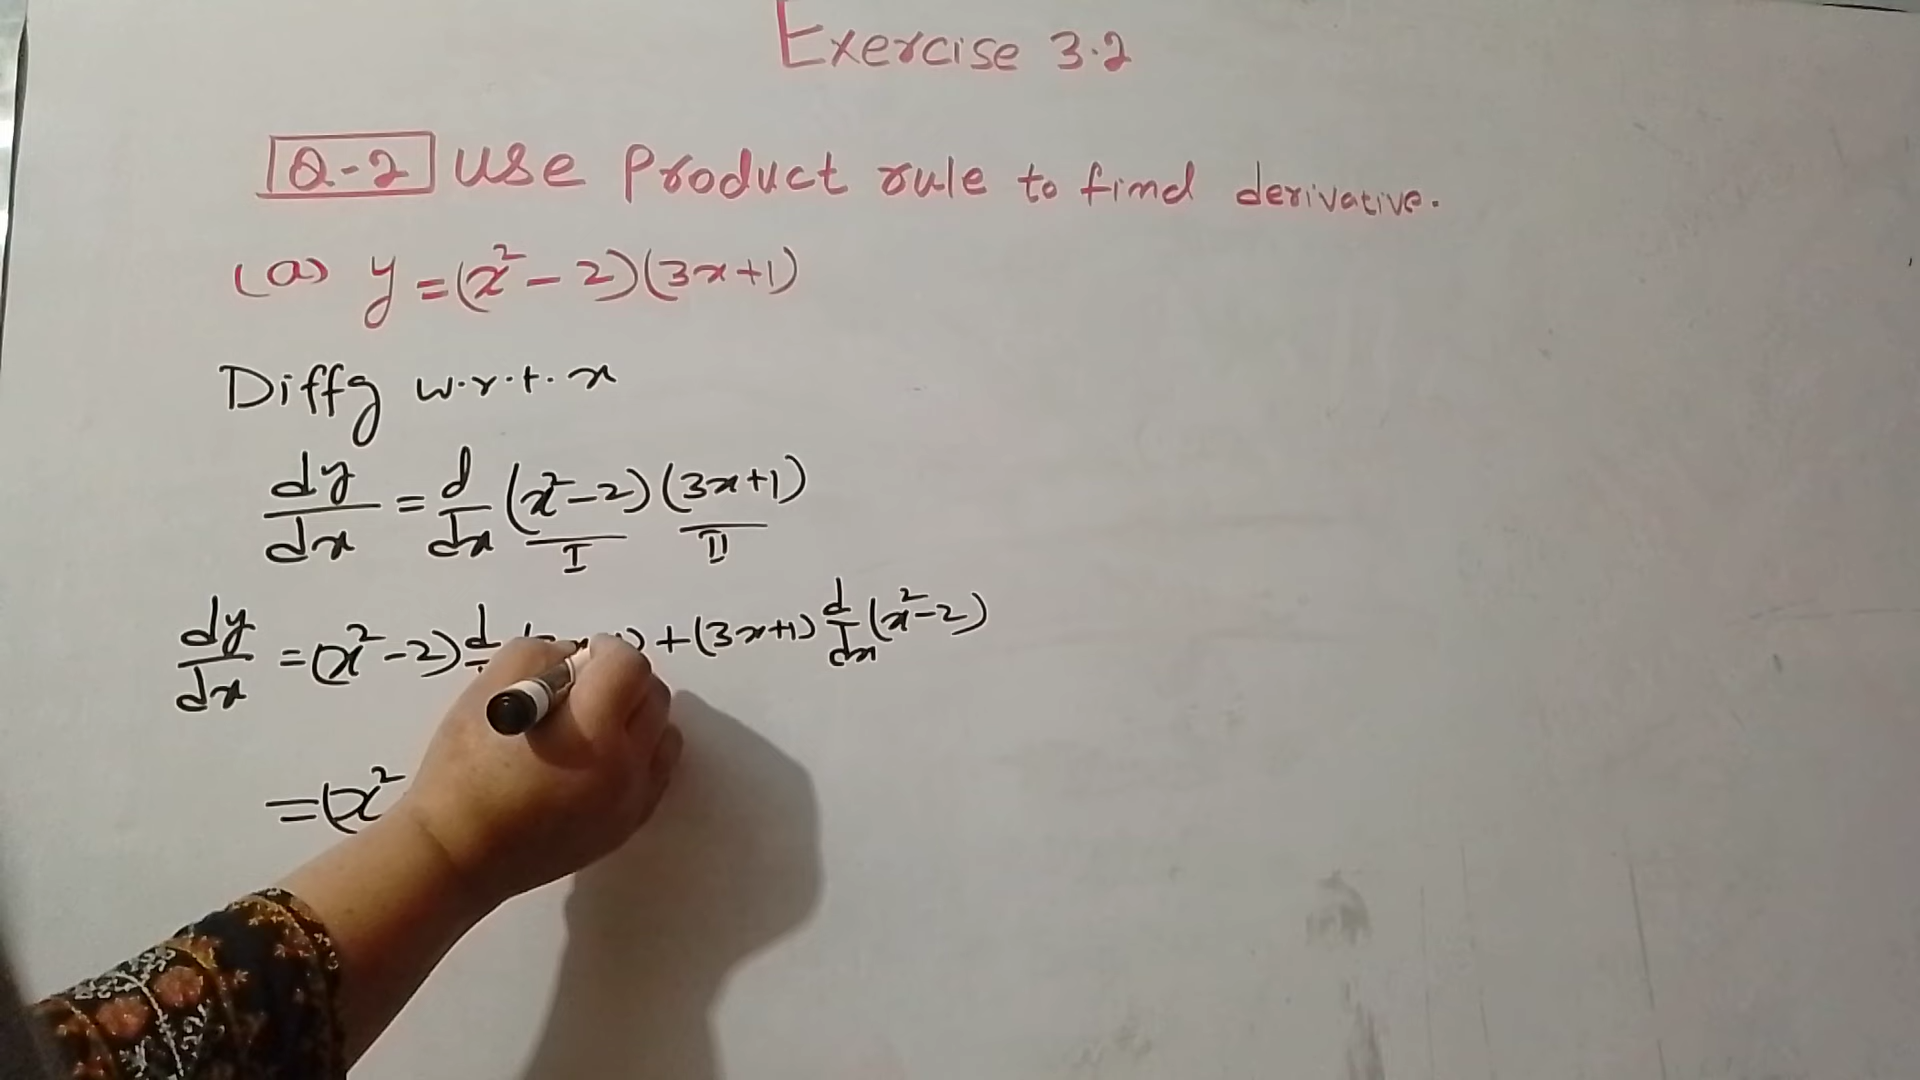 Exercise 3.2
Q-2 Use Product rule to find derivative.
(a) y = (x² - 2)(3x+1)
Diffg w.r.t. x
dy/dx = d/dx (x²-2) (3x+1)
I II
dy/dx = (x²-2) d + (3x+1) d/dx (x²-2)
= (x²